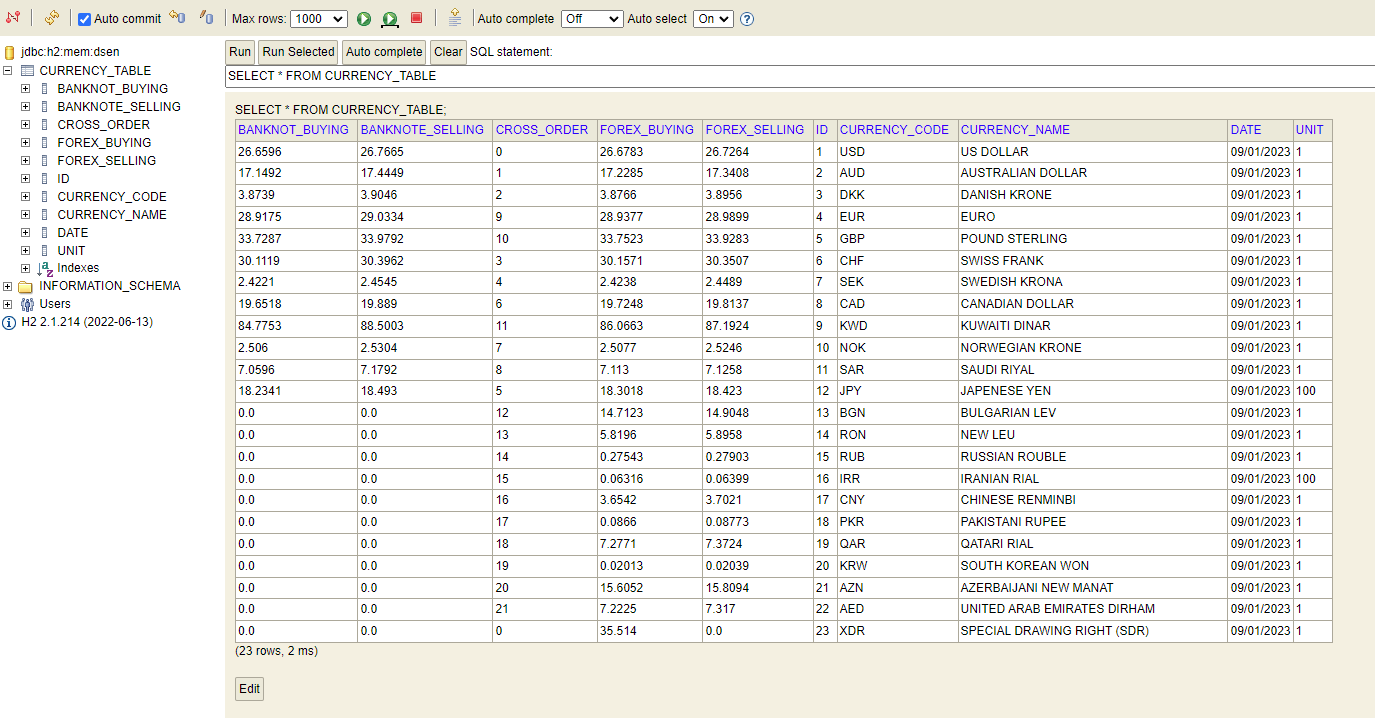 Auto commit Max rows: 1000 Auto complete Off Auto select On
jdbc:h2:mem:dsen
CURRENCY_TABLE
BANKNOT_BUYING
BANKNOTE_SELLING
CROSS_ORDER
FOREX_BUYING
FOREX_SELLING
ID
CURRENCY_CODE
CURRENCY_NAME
DATE
UNIT
Indexes
INFORMATION_SCHEMA
Users
H2 2.1.214 (2022-06-13)
Run Run Selected Auto complete Clear SQL statement:
SELECT * FROM CURRENCY_TABLE
SELECT * FROM CURRENCY_TABLE;
BANKNOT_BUYING BANKNOTE_SELLING CROSS_ORDER FOREX_BUYING FOREX_SELLING ID CURRENCY_CODE CURRENCY_NAME DATE UNIT
26.6596 26.7665 0 26.6783 26.7264 1 USD US DOLLAR 09/01/2023 1
17.1492 17.4449 1 17.2285 17.3408 2 AUD AUSTRALIAN DOLLAR 09/01/2023 1
3.8739 3.9046 2 3.8766 3.8956 3 DKK DANISH KRONE 09/01/2023 1
28.9175 29.0334 9 28.9377 28.9899 4 EUR EURO 09/01/2023 1
33.7287 33.9792 10 33.7523 33.9283 5 GBP POUND STERLING 09/01/2023 1
30.1119 30.3962 3 30.1571 30.3507 6 CHF SWISS FRANK 09/01/2023 1
2.4221 2.4545 4 2.4238 2.4489 7 SEK SWEDISH KRONA 09/01/2023 1
19.6518 19.889 6 19.7248 19.8137 8 CAD CANADIAN DOLLAR 09/01/2023 1
84.7753 88.5003 11 86.0663 87.1924 9 KWD KUWAITI DINAR 09/01/2023 1
2.506 2.5304 7 2.5077 2.5246 10 NOK NORWEGIAN KRONE 09/01/2023 1
7.0596 7.1792 8 7.113 7.1258 11 SAR SAUDI RIYAL 09/01/2023 1
18.2341 18.493 5 18.3018 18.423 12 JPY JAPENESE YEN 09/01/2023 100
0.0 0.0 12 14.7123 14.9048 13 BGN BULGARIAN LEV 09/01/2023 1
0.0 0.0 13 5.8196 5.8958 14 RON NEW LEU 09/01/2023 1
0.0 0.0 14 0.27543 0.27903 15 RUB RUSSIAN ROUBLE 09/01/2023 1
0.0 0.0 15 0.06316 0.06399 16 IRR IRANIAN RIAL 09/01/2023 100
0.0 0.0 16 3.6542 3.7021 17 CNY CHINESE RENMINBI 09/01/2023 1
0.0 0.0 17 0.0866 0.08773 18 PKR PAKISTANI RUPEE 09/01/2023 1
0.0 0.0 18 7.2771 7.3724 19 QAR QATARI RIAL 09/01/2023 1
0.0 0.0 19 0.02013 0.02039 20 KRW SOUTH KOREAN WON 09/01/2023 1
0.0 0.0 20 15.6052 15.8094 21 AZN AZERBAIJANI NEW MANAT 09/01/2023 1
0.0 0.0 21 7.2225 7.317 22 AED UNITED ARAB EMIRATES DIRHAM 09/01/2023 1
0.0 0.0 0 35.514 0.0 23 XDR SPECIAL DRAWING RIGHT (SDR) 09/01/2023 1
(23 rows, 2 ms)
Edit